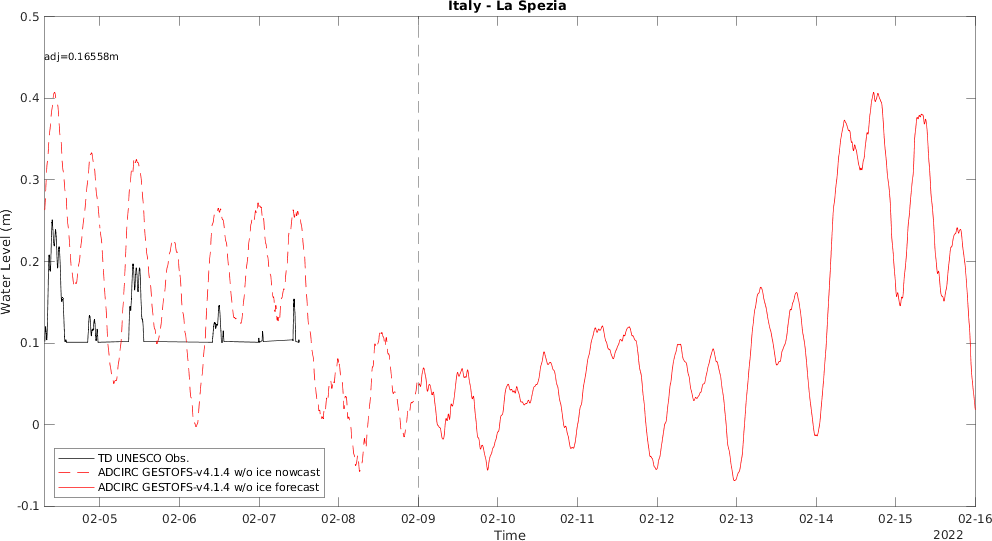 Italy - La Spezia
0.5
adj=0.16558m
0.4
0.3
0.2
0.1
0
-0.1
Water Level (m)
TD UNESCO Obs.
ADCIRC GESTOFS-v4.1.4 w/o ice nowcast
ADCIRC GESTOFS-v4.1.4 w/o ice forecast
02-05 02-06 02-07 02-08 02-09 02-10 02-11 02-12 02-13 02-14 02-15 02-16
Time
2022